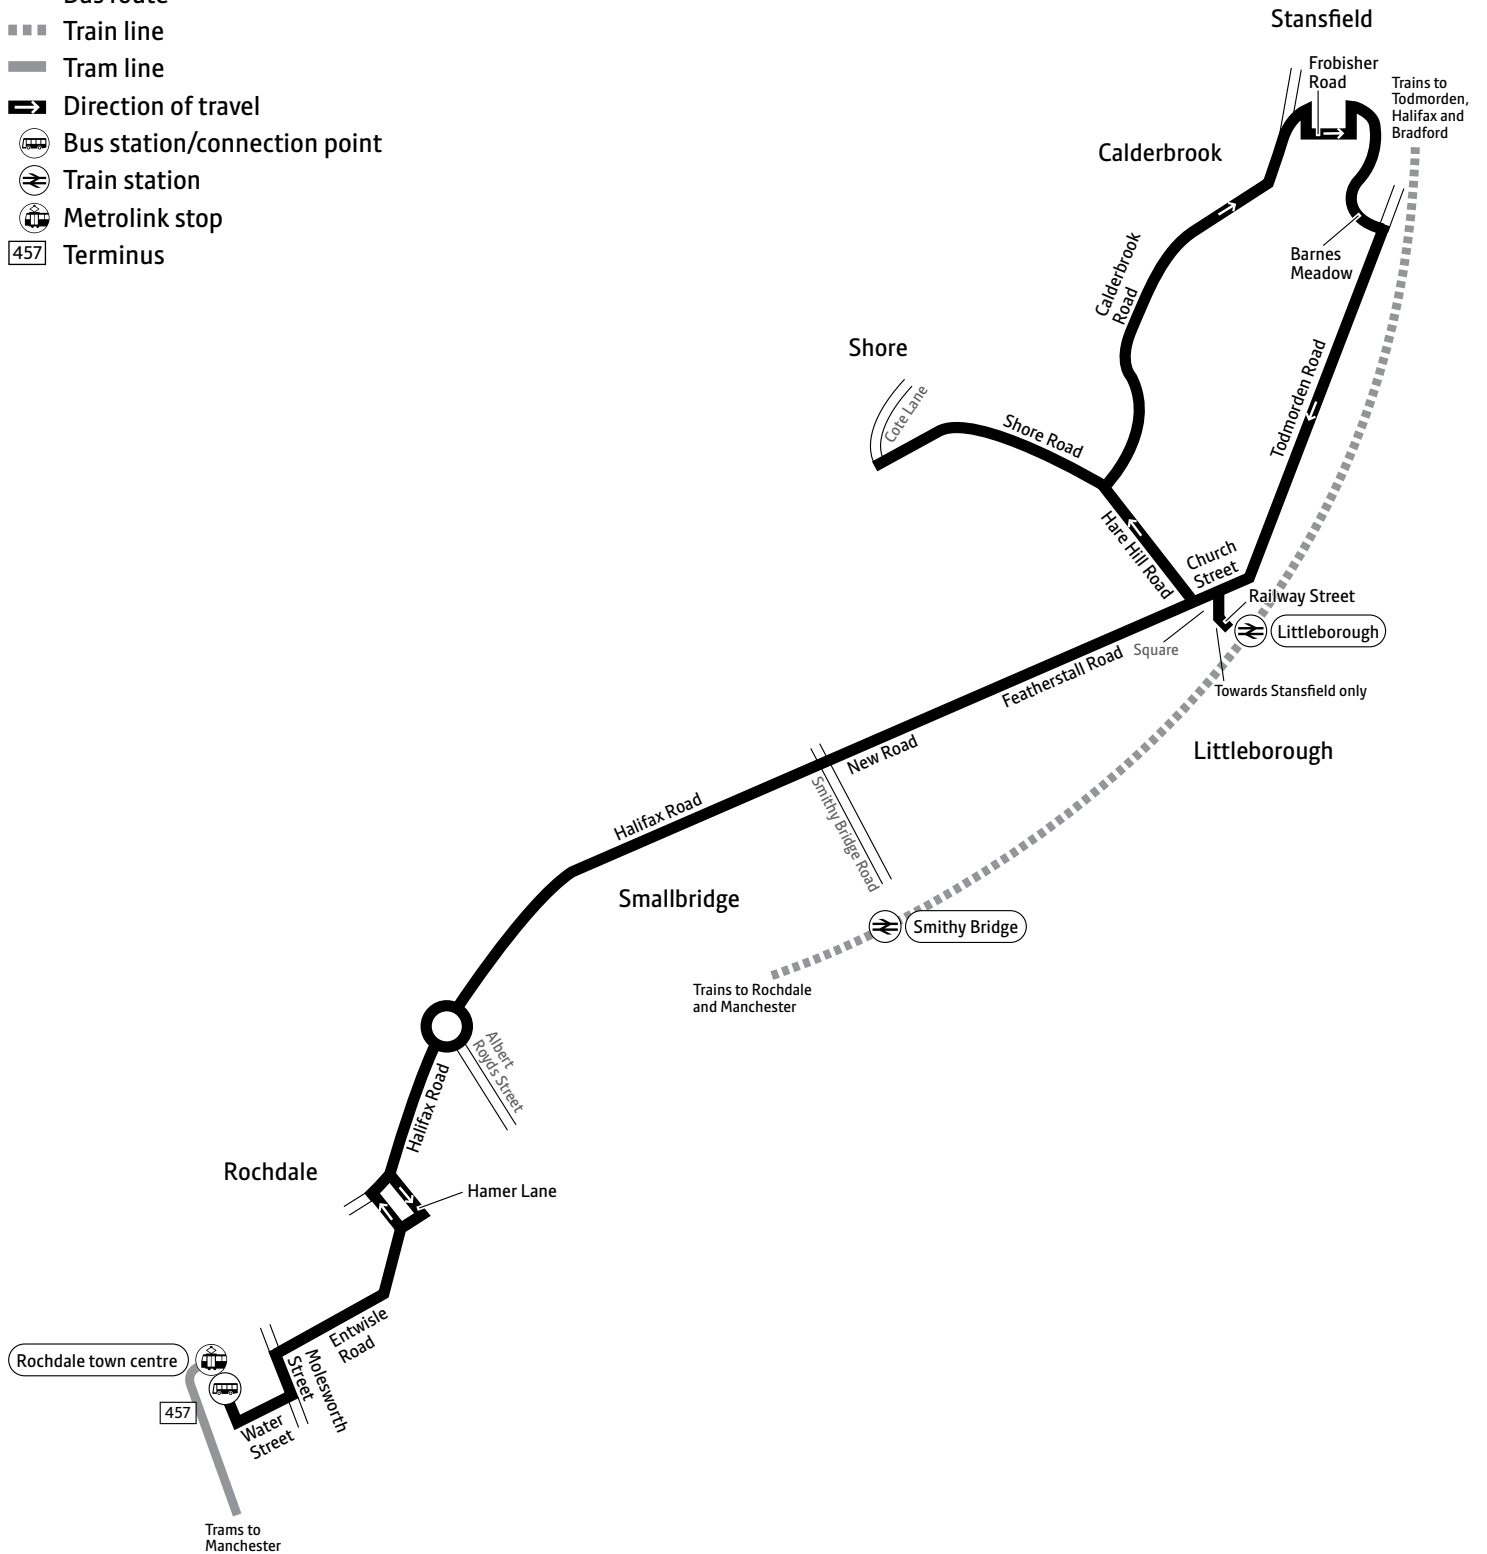 Bus route
Train line
Tram line
Direction of travel
Bus station/connection point
Train station
Metrolink stop
457 Terminus
Stansfield
Frobisher
Road
Trains to
Todmorden,
Halifax and
Bradford
Calderbrook
Calderbrook
Road
Barnes
Meadow
Shore
Cote Lane
Shore Road
Todmorden Road
Hare Hill Road
Church
Street
Railway Street
Littleborough
Square
Featherstall Road
Towards Stansfield only
Littleborough
New Road
Smithy Bridge Road
Halifax Road
Smallbridge
Smithy Bridge
Trains to Rochdale
and Manchester
Albert
Royds Street
Halifax Road
Rochdale
Hamer Lane
Entwisle
Road
Molesworth
Street
Rochdale town centre
457
Water
Street
Trams to
Manchester